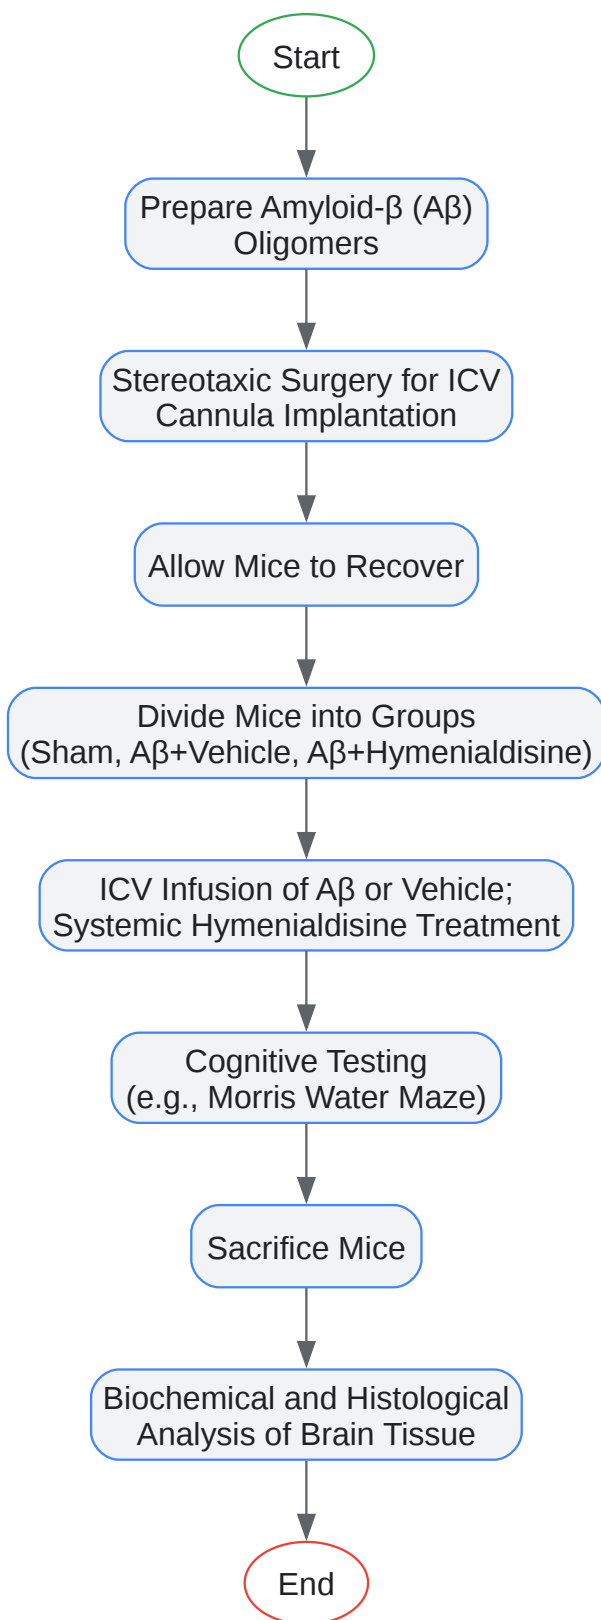 Start
Prepare Amyloid-β (Aβ)
Oligomers
Stereotaxic Surgery for ICV
Cannula Implantation
Allow Mice to Recover
Divide Mice into Groups
(Sham, Aβ+Vehicle, Aβ+Hymenialdisine)
ICV Infusion of Aβ or Vehicle;
Systemic Hymenialdisine Treatment
Cognitive Testing
(e.g., Morris Water Maze)
Sacrifice Mice
Biochemical and Histological
Analysis of Brain Tissue
End